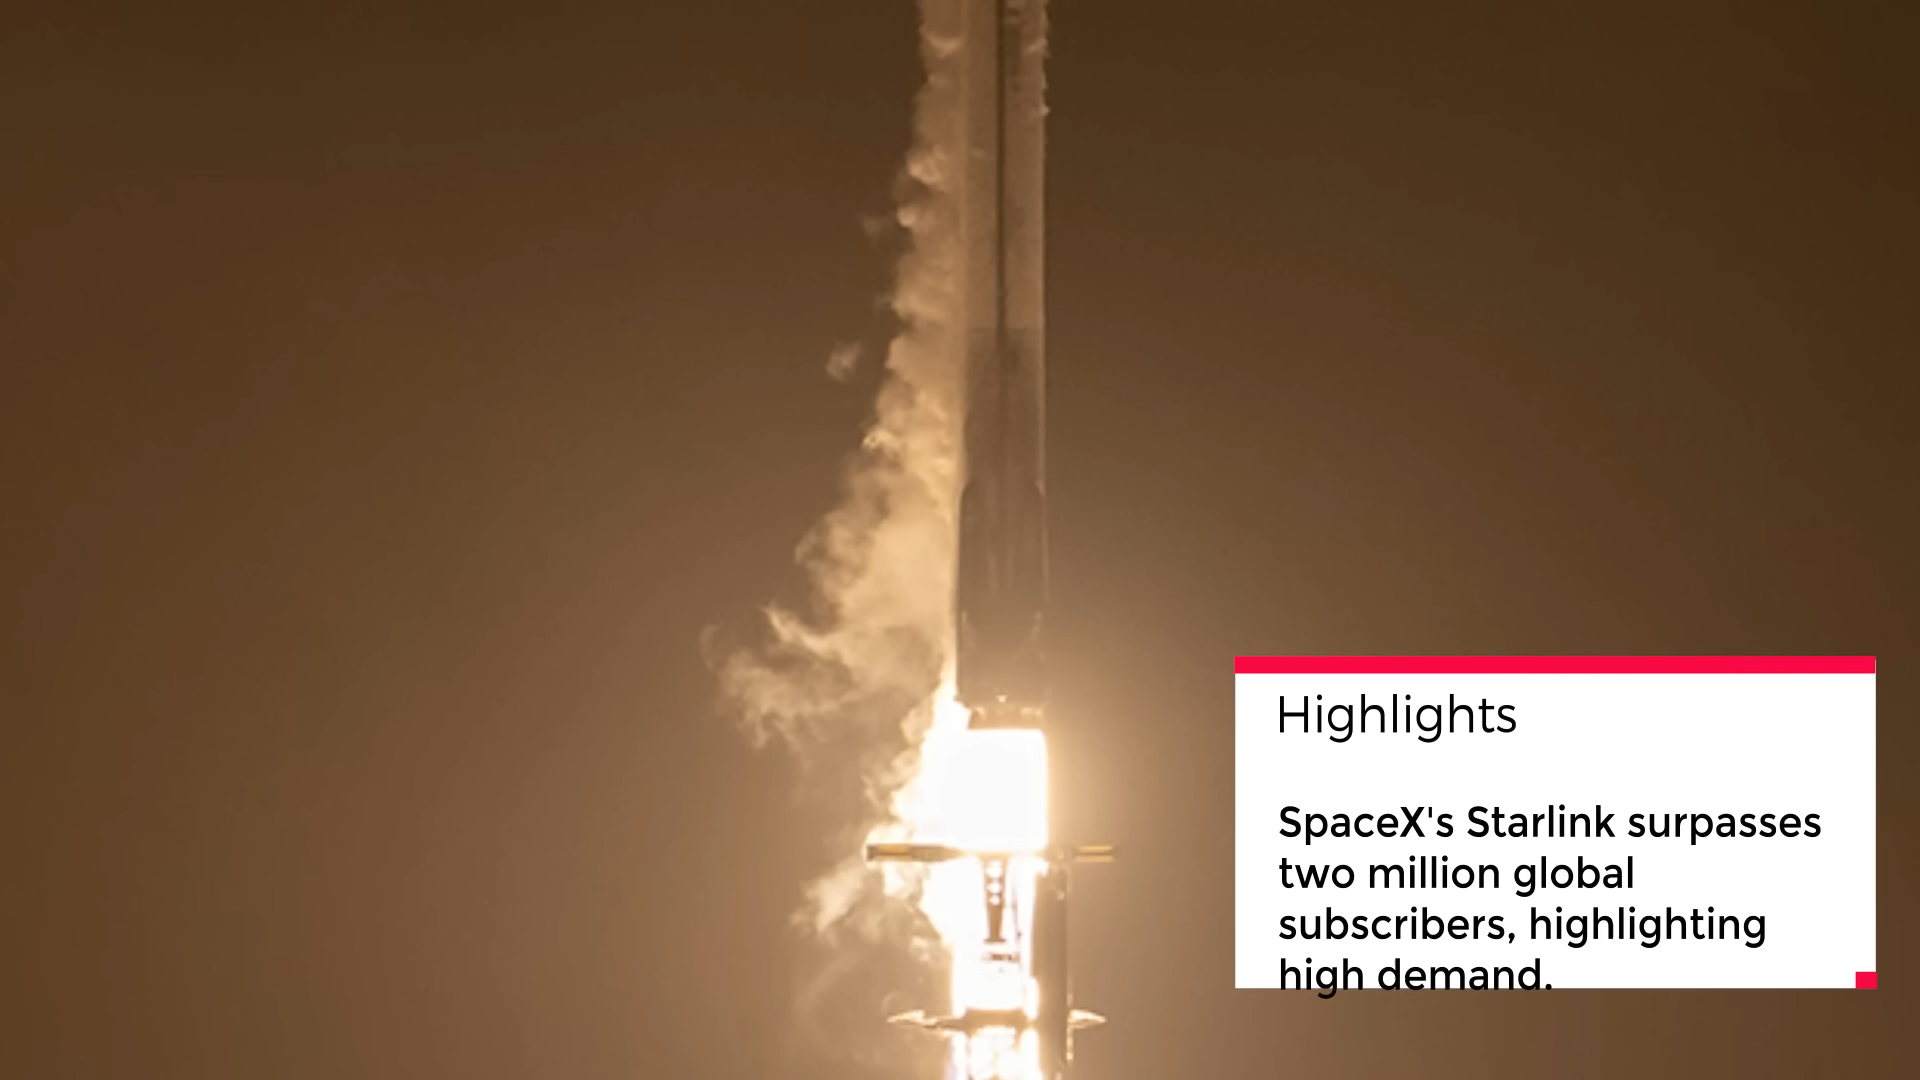 Highlights
SpaceX's Starlink surpasses
two million global
subscribers, highlighting
high demand.